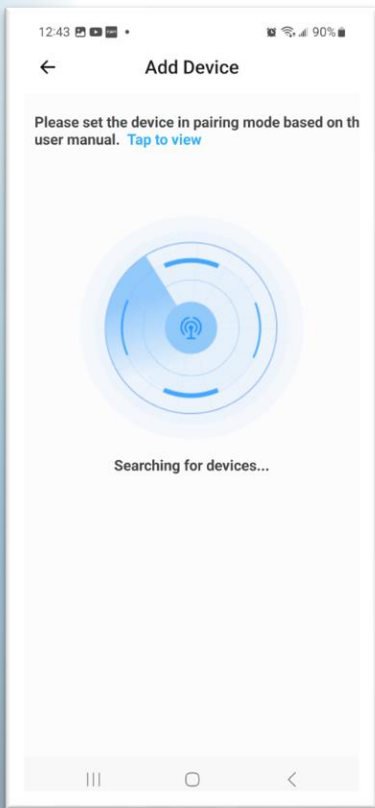 12:43 90%
Add Device
Please set the device in pairing mode based on th
user manual. Tap to view
Searching for devices...